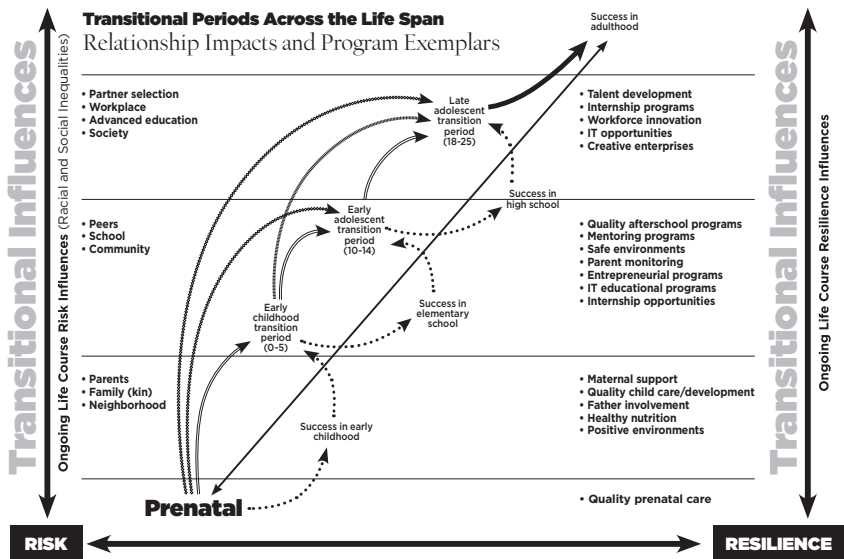 Transitional Periods Across the Life Span
Relationship Impacts and Program Exemplars
Success in
adulthood
Transitional Influences
Ongoing Life Course Risk Influences (Racial and Social Inequalities)
• Partner selection
• Workplace
• Advanced education
• Society
Late
adolescent
transition
period
(18-25)
• Talent development
• Internship programs
• Workforce innovation
• IT opportunities
• Creative enterprises
Success in
high school
• Peers
• School
• Community
Early
adolescent
transition
period
(10-14)
• Quality afterschool programs
• Mentoring programs
• Safe environments
• Parent monitoring
• Entrepreneurial programs
• IT educational programs
• Internship opportunities
Early
childhood
transition
period
(0-5)
Success in
elementary
school
• Parents
• Family (kin)
• Neighborhood
Success in early
childhood
• Maternal support
• Quality child care/development
• Father involvement
• Healthy nutrition
• Positive environments
Prenatal
• Quality prenatal care
Transitional Influences
Ongoing Life Course Resilience Influences
RISK
RESILIENCE